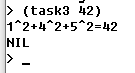 > (task3 42)
1^2+4^2+5^2=42
NIL
> _